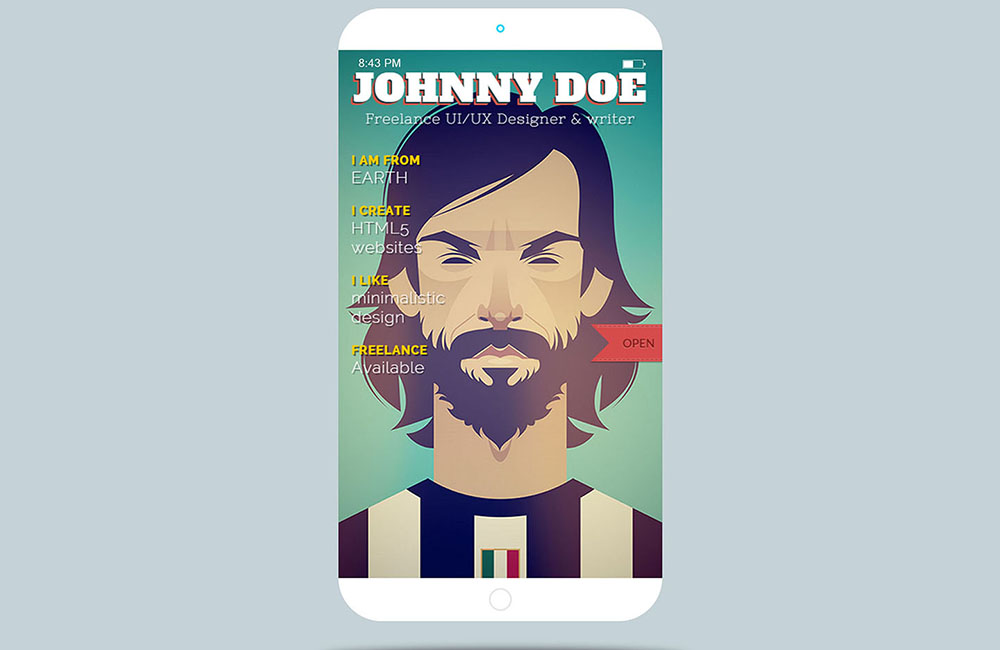 8:43 PM
JOHNNY DOE
Freelance UI/UX Designer & writer
I AM FROM
EARTH
I CREATE
HTML5
websites
I LIKE
minimalistic
design
OPEN
FREELANCE
Available